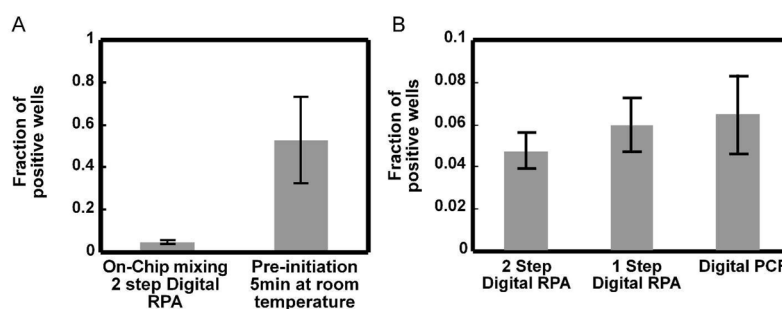 A
Fraction of
positive wells
1
0.8
0.6
0.4
0.2
0
On-Chip mixing
2 step Digital
RPA
Pre-initiation
5min at room
temperature
B
Fraction of
positive wells
0.1
0.08
0.06
0.04
0.02
0
2 Step
Digital RPA
1 Step
Digital RPA
Digital PCR